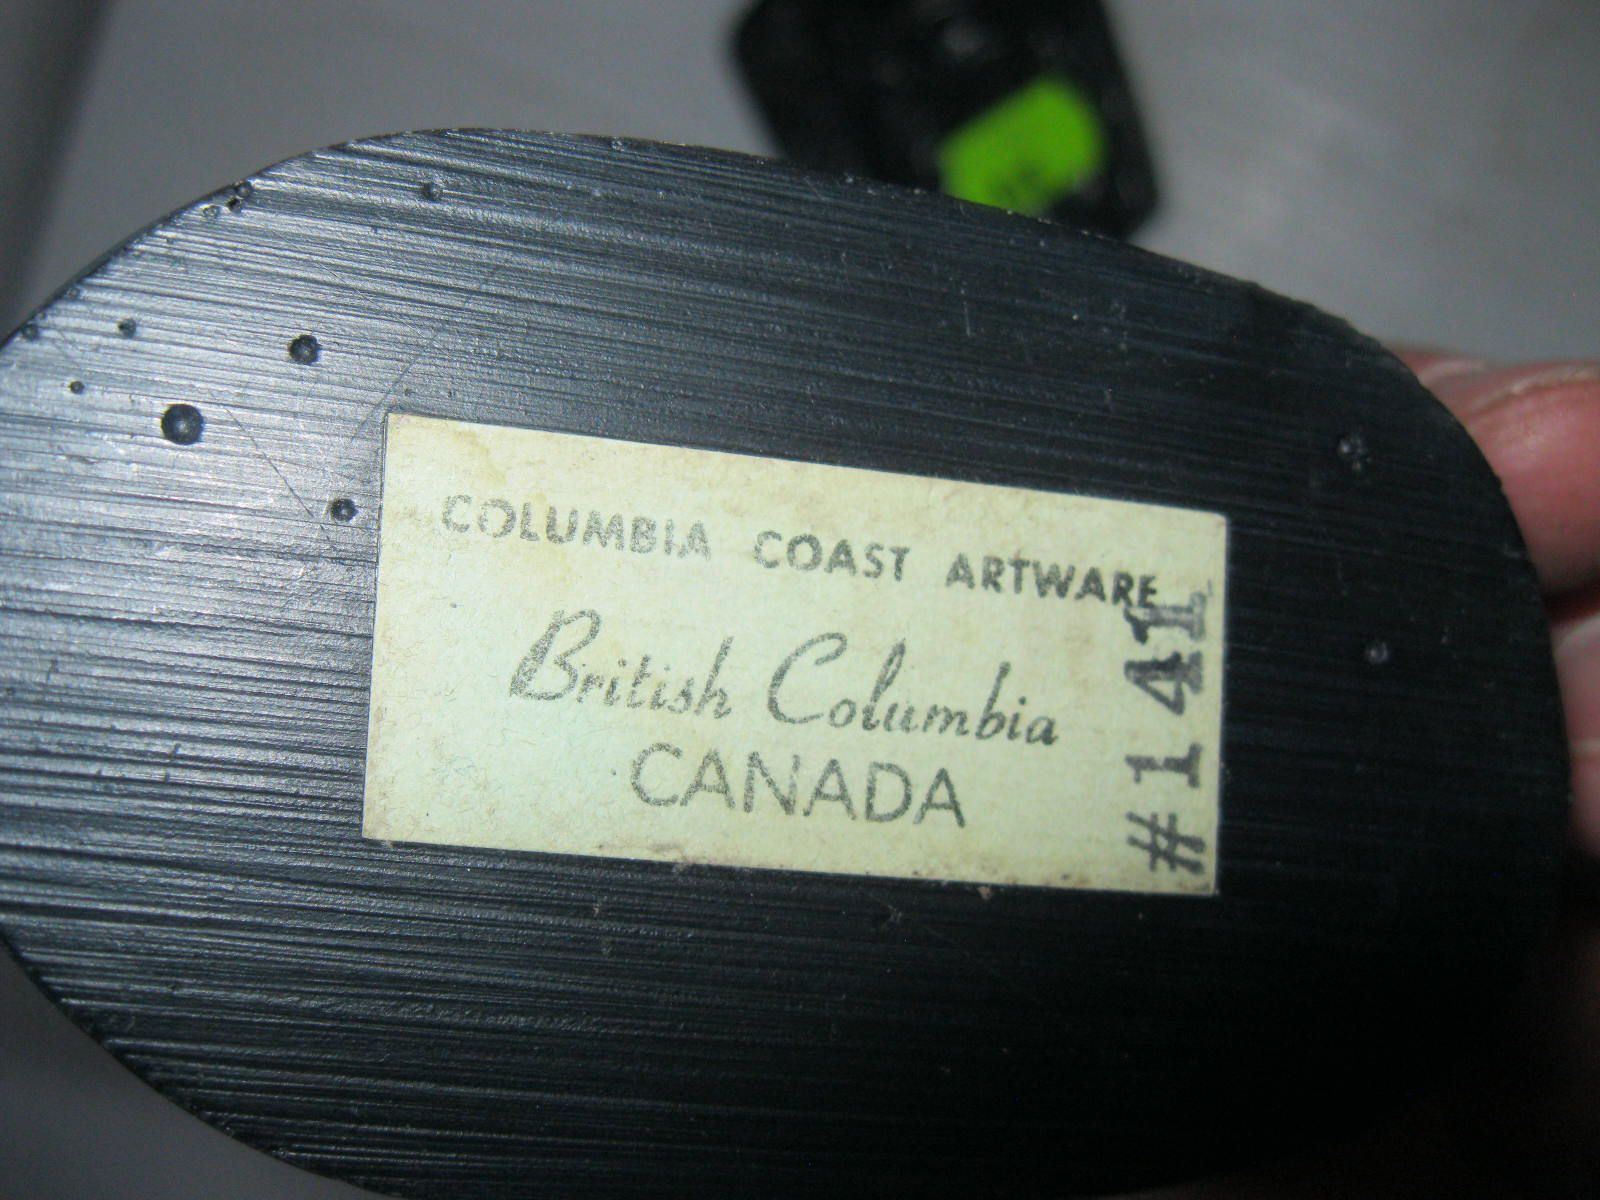 COLUMBIA COAST ARTWARE
British Columbia
CANADA
#141